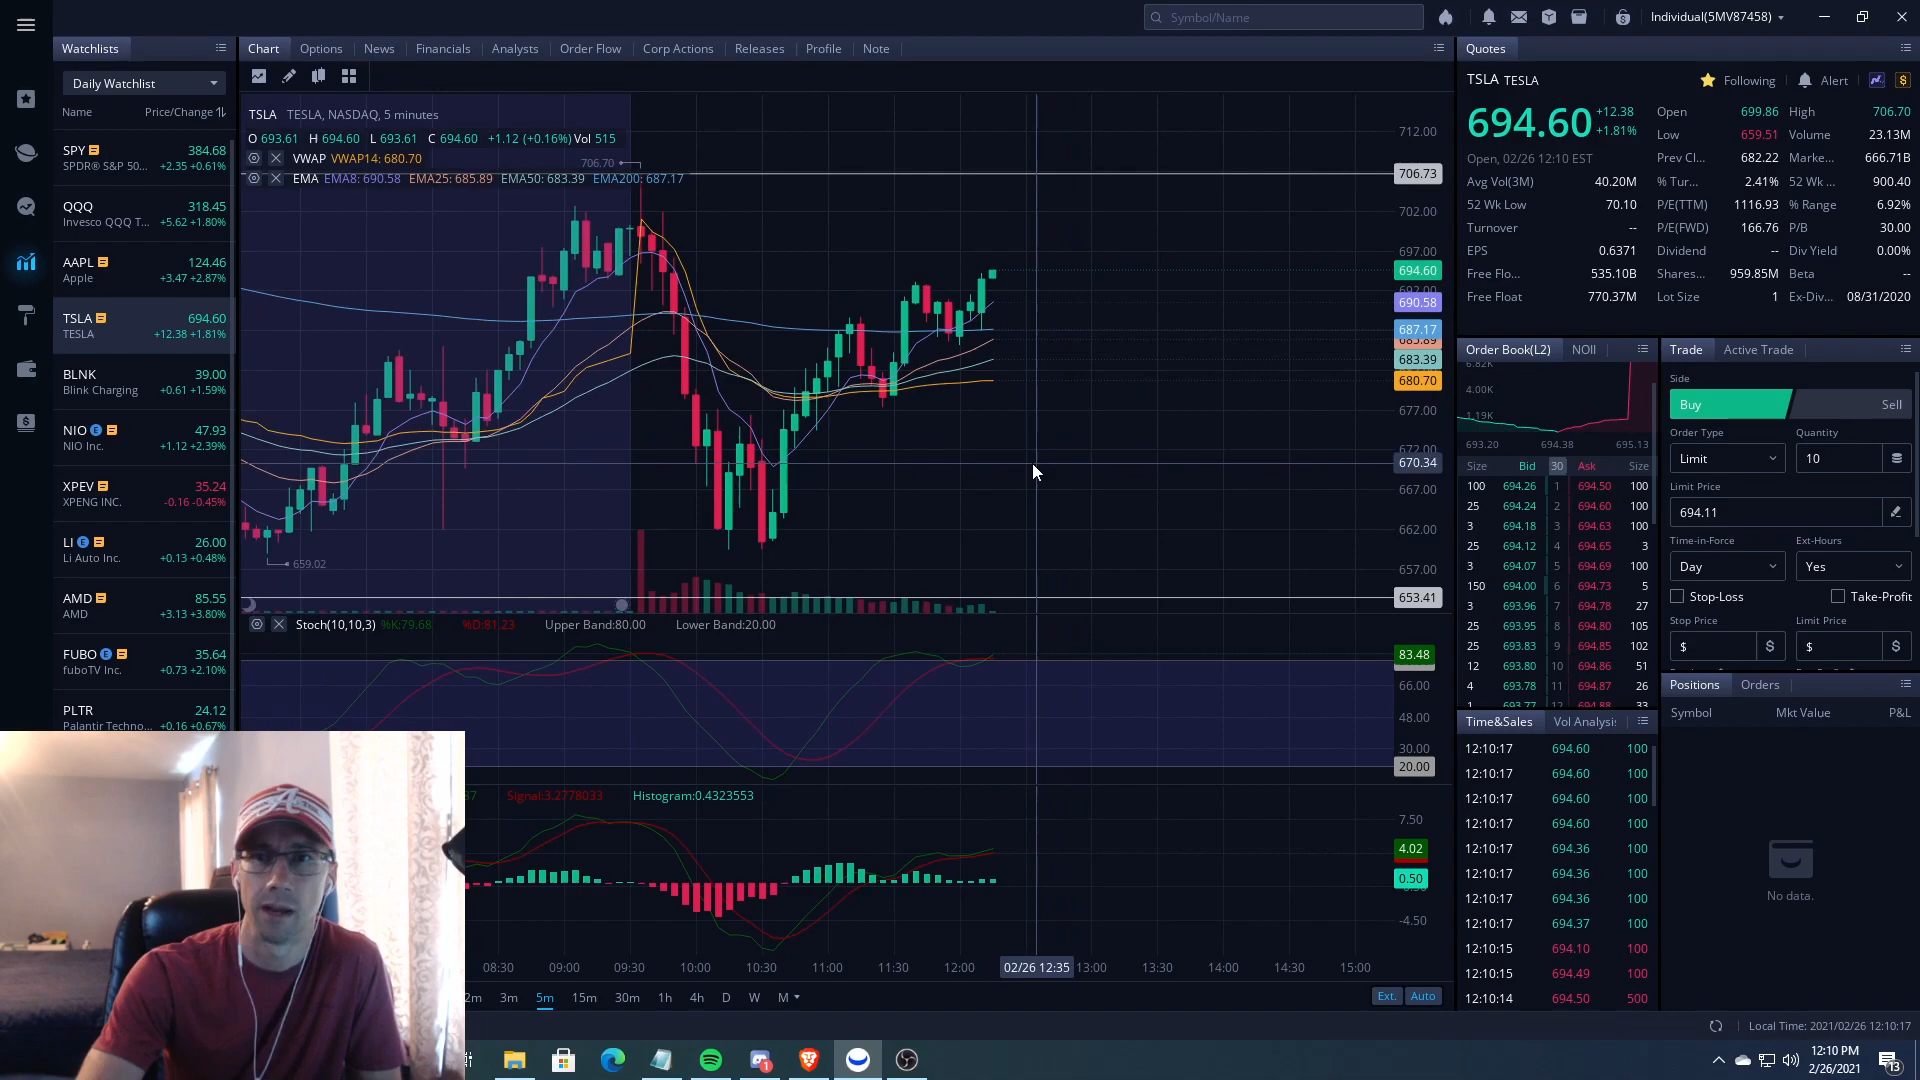 Symbol/Name
Individual(5MV87458)
Watchlists
Chart Options News Financials Analysts Order Flow Corp Actions Releases Profile Note
Quotes
Daily Watchlist
Name Price/Change
SPY 384.68
SPDR® S&P 50... +2.35 +0.61%
QQQ 318.45
Invesco QQQ T... +5.62 +1.80%
AAPL 124.46
Apple +3.47 +2.87%
TSLA 694.60
TESLA +12.38 +1.81%
BLNK 39.00
Blink Charging +0.61 +1.59%
NIO E 47.93
NIO Inc. +1.12 +2.39%
XPEV 35.24
XPENG INC. -0.16 -0.45%
LI E 26.00
Li Auto Inc. +0.13 +0.48%
AMD 85.55
AMD +3.13 +3.80%
FUBO E 35.64
fuboTV Inc. +0.73 +2.10%
PLTR 24.12
Palantir Techno... +0.16 +0.67%
TSLA TESLA, NASDAQ, 5 minutes
O 693.61 H 694.60 L 693.61 C 694.60 +1.12 (+0.16%) Vol 515
VWAP VWAP14: 680.70
706.70
EMA EMA8: 690.58 EMA25: 685.89 EMA50: 683.39 EMA200: 687.17
659.02
712.00
706.73
702.00
697.00
694.60
692.00
690.58
687.17
685.89
683.39
680.70
677.00
672.00
670.34
667.00
662.00
657.00
653.41
Stoch(10,10,3) %K:79.68 %D:81.23 Upper Band:80.00 Lower Band:20.00
83.48
66.00
48.00
30.00
20.00
Signal:3.2778033 Histogram:0.4323553
7.50
4.02
0.50
-4.50
08:30 09:00 09:30 10:00 10:30 11:00 11:30 12:00 02/26 12:35 13:00 13:30 14:00 14:30 15:00
2m 3m 5m 15m 30m 1h 4h D W M
Ext. Auto
TSLA TESLA
Following Alert
694.60 +12.38
+1.81%
Open, 02/26 12:10 EST
Open 699.86 High 706.70
Low 659.51 Volume 23.13M
Prev Cl... 682.22 Marke... 666.71B
Avg Vol(3M) 40.20M % Tur... 2.41% 52 Wk ... 900.40
52 Wk Low 70.10 P/E(TTM) 1116.93 % Range 6.92%
Turnover -- P/E(FWD) 166.76 P/B 30.00
EPS 0.6371 Dividend -- Div Yield 0.00%
Free Flo... 535.10B Shares... 959.85M Beta --
Free Float 770.37M Lot Size 1 Ex-Div... 08/31/2020
Order Book(L2) NOII
6.82K
4.00K
1.19K
693.20 694.38 695.13
Size Bid 30 Ask Size
100 694.26 1 694.50 100
25 694.24 2 694.60 100
3 694.18 3 694.63 100
25 694.12 4 694.65 3
3 694.07 5 694.69 100
150 694.00 6 694.73 5
3 693.96 7 694.78 27
25 693.95 8 694.80 105
25 693.83 9 694.85 102
12 693.80 10 694.86 51
4 693.78 11 694.87 26
1 693.77 12 694.88 33
Time&Sales Vol Analysis
12:10:17 694.60 100
12:10:17 694.60 100
12:10:17 694.60 100
12:10:17 694.60 100
12:10:17 694.36 100
12:10:17 694.36 100
12:10:17 694.36 100
12:10:17 694.37 100
12:10:15 694.10 100
12:10:15 694.49 100
12:10:14 694.50 500
Trade Active Trade
Side
Buy Sell
Order Type Quantity
Limit 10
Limit Price
694.11
Time-in-Force Ext-Hours
Day Yes
Stop-Loss Take-Profit
Stop Price Limit Price
$ $ $ $
Positions Orders
Symbol Mkt Value P&L
No data.
Local Time: 2021/02/26 12:10:17
12:10 PM
2/26/2021
13
1